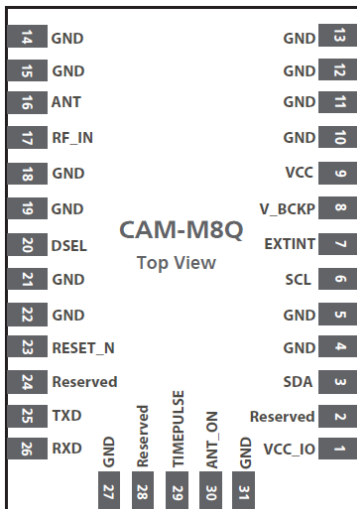 14 GND GND 13
15 GND GND 12
16 ANT GND 11
17 RF_IN GND 10
18 GND VCC 9
19 GND V_BCKP 8
CAM-M8Q
20 DSEL EXTINT 7
Top View
21 GND SCL 6
22 GND GND 5
23 RESET_N GND 4
24 Reserved SDA 3
25 TXD Reserved 2
26 RXD VCC_IO 1
GND Reserved TIMEPULSE ANT_ON GND
27 28 29 30 31